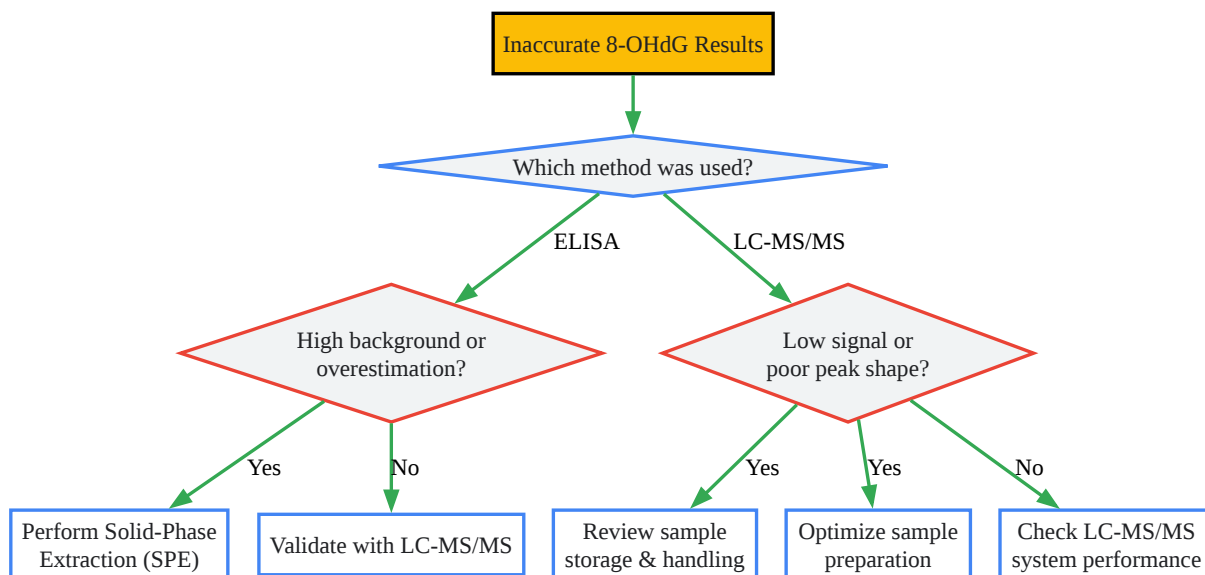 Inaccurate 8-OHdG Results
Which method was used?
ELISA
LC-MS/MS
High background or
overestimation?
Low signal or
poor peak shape?
Yes
No
Yes
Yes
No
Perform Solid-Phase
Extraction (SPE)
Validate with LC-MS/MS
Review sample
storage & handling
Optimize sample
preparation
Check LC-MS/MS
system performance